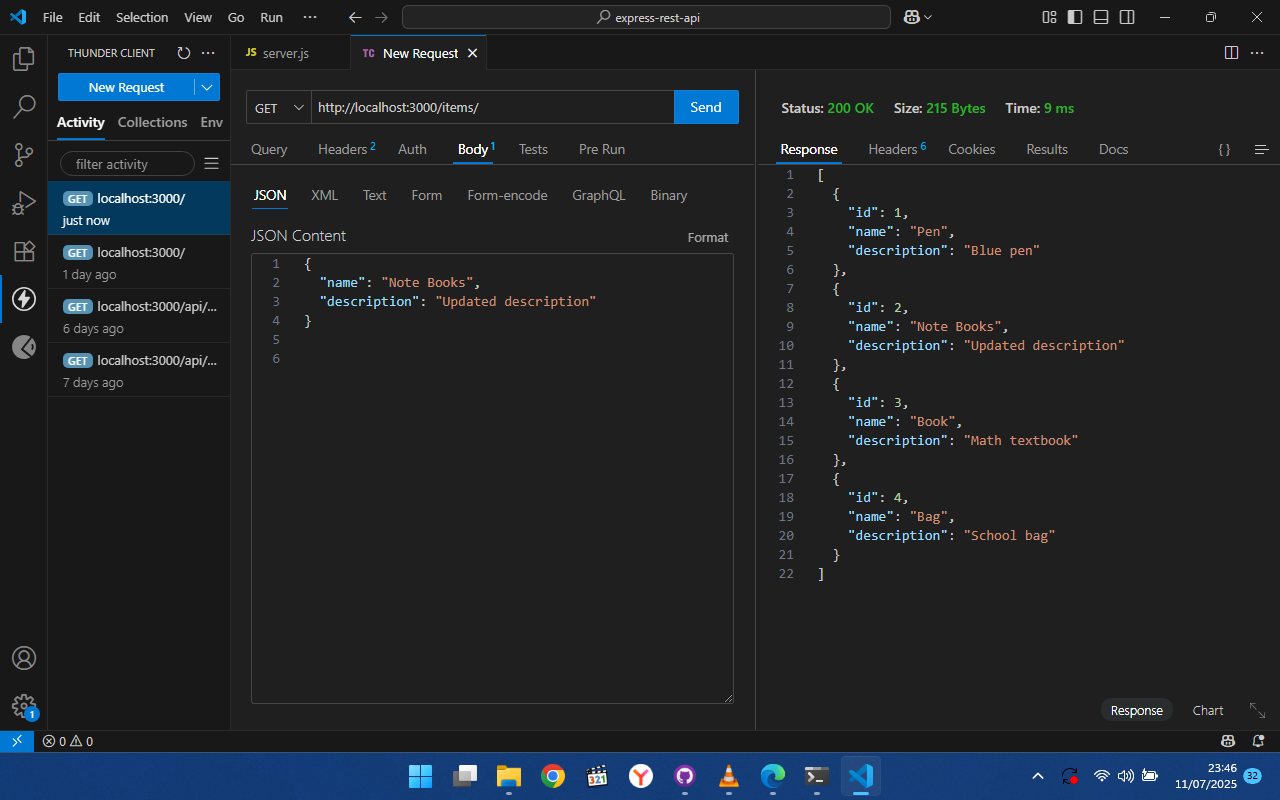 File Edit Selection View Go Run ··· express-rest-api
THUNDER CLIENT ···
New Request
Activity Collections Env
filter activity
GET localhost:3000/
just now
GET localhost:3000/
1 day ago
GET localhost:3000/api/...
6 days ago
GET localhost:3000/api/...
7 days ago
JS server.js TC New Request
GET http://localhost:3000/items/ Send
Query Headers 2 Auth Body 1 Tests Pre Run
JSON XML Text Form Form-encode GraphQL Binary
JSON Content Format
1 {
2 "name": "Note Books",
3 "description": "Updated description"
4 }
5
6
Status: 200 OK Size: 215 Bytes Time: 9 ms
Response Headers 6 Cookies Results Docs { }
1 [
2 {
3 "id": 1,
4 "name": "Pen",
5 "description": "Blue pen"
6 },
7 {
8 "id": 2,
9 "name": "Note Books",
10 "description": "Updated description"
11 },
12 {
13 "id": 3,
14 "name": "Book",
15 "description": "Math textbook"
16 },
17 {
18 "id": 4,
19 "name": "Bag",
20 "description": "School bag"
21 }
22 ]
Response Chart
1
0 0
321
23:46
11/07/2025
32